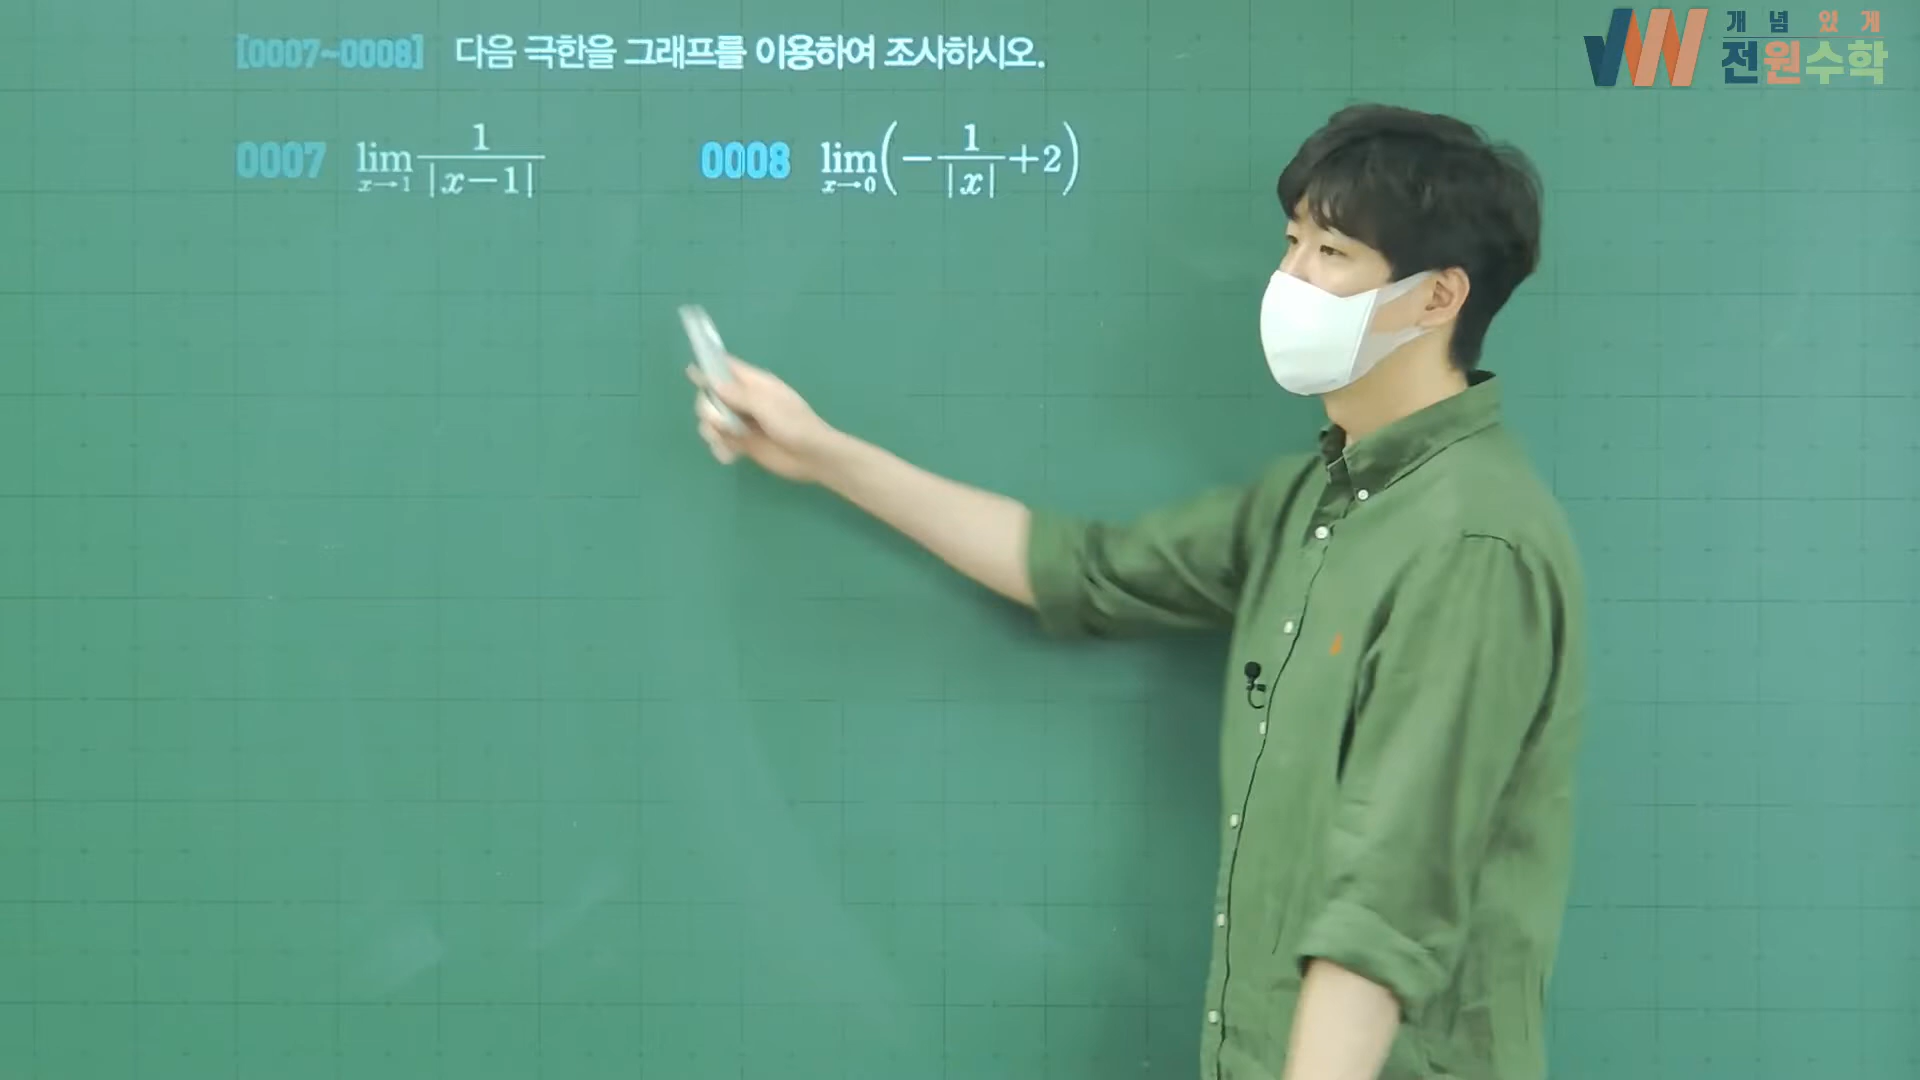 개념있게
전원수학
[0007~0008] 다음 극한을 그래프를 이용하여 조사하시오.
0007 lim_{x→1} 1/|x-1| 0008 lim_{x→0} (-1/|x|+2)